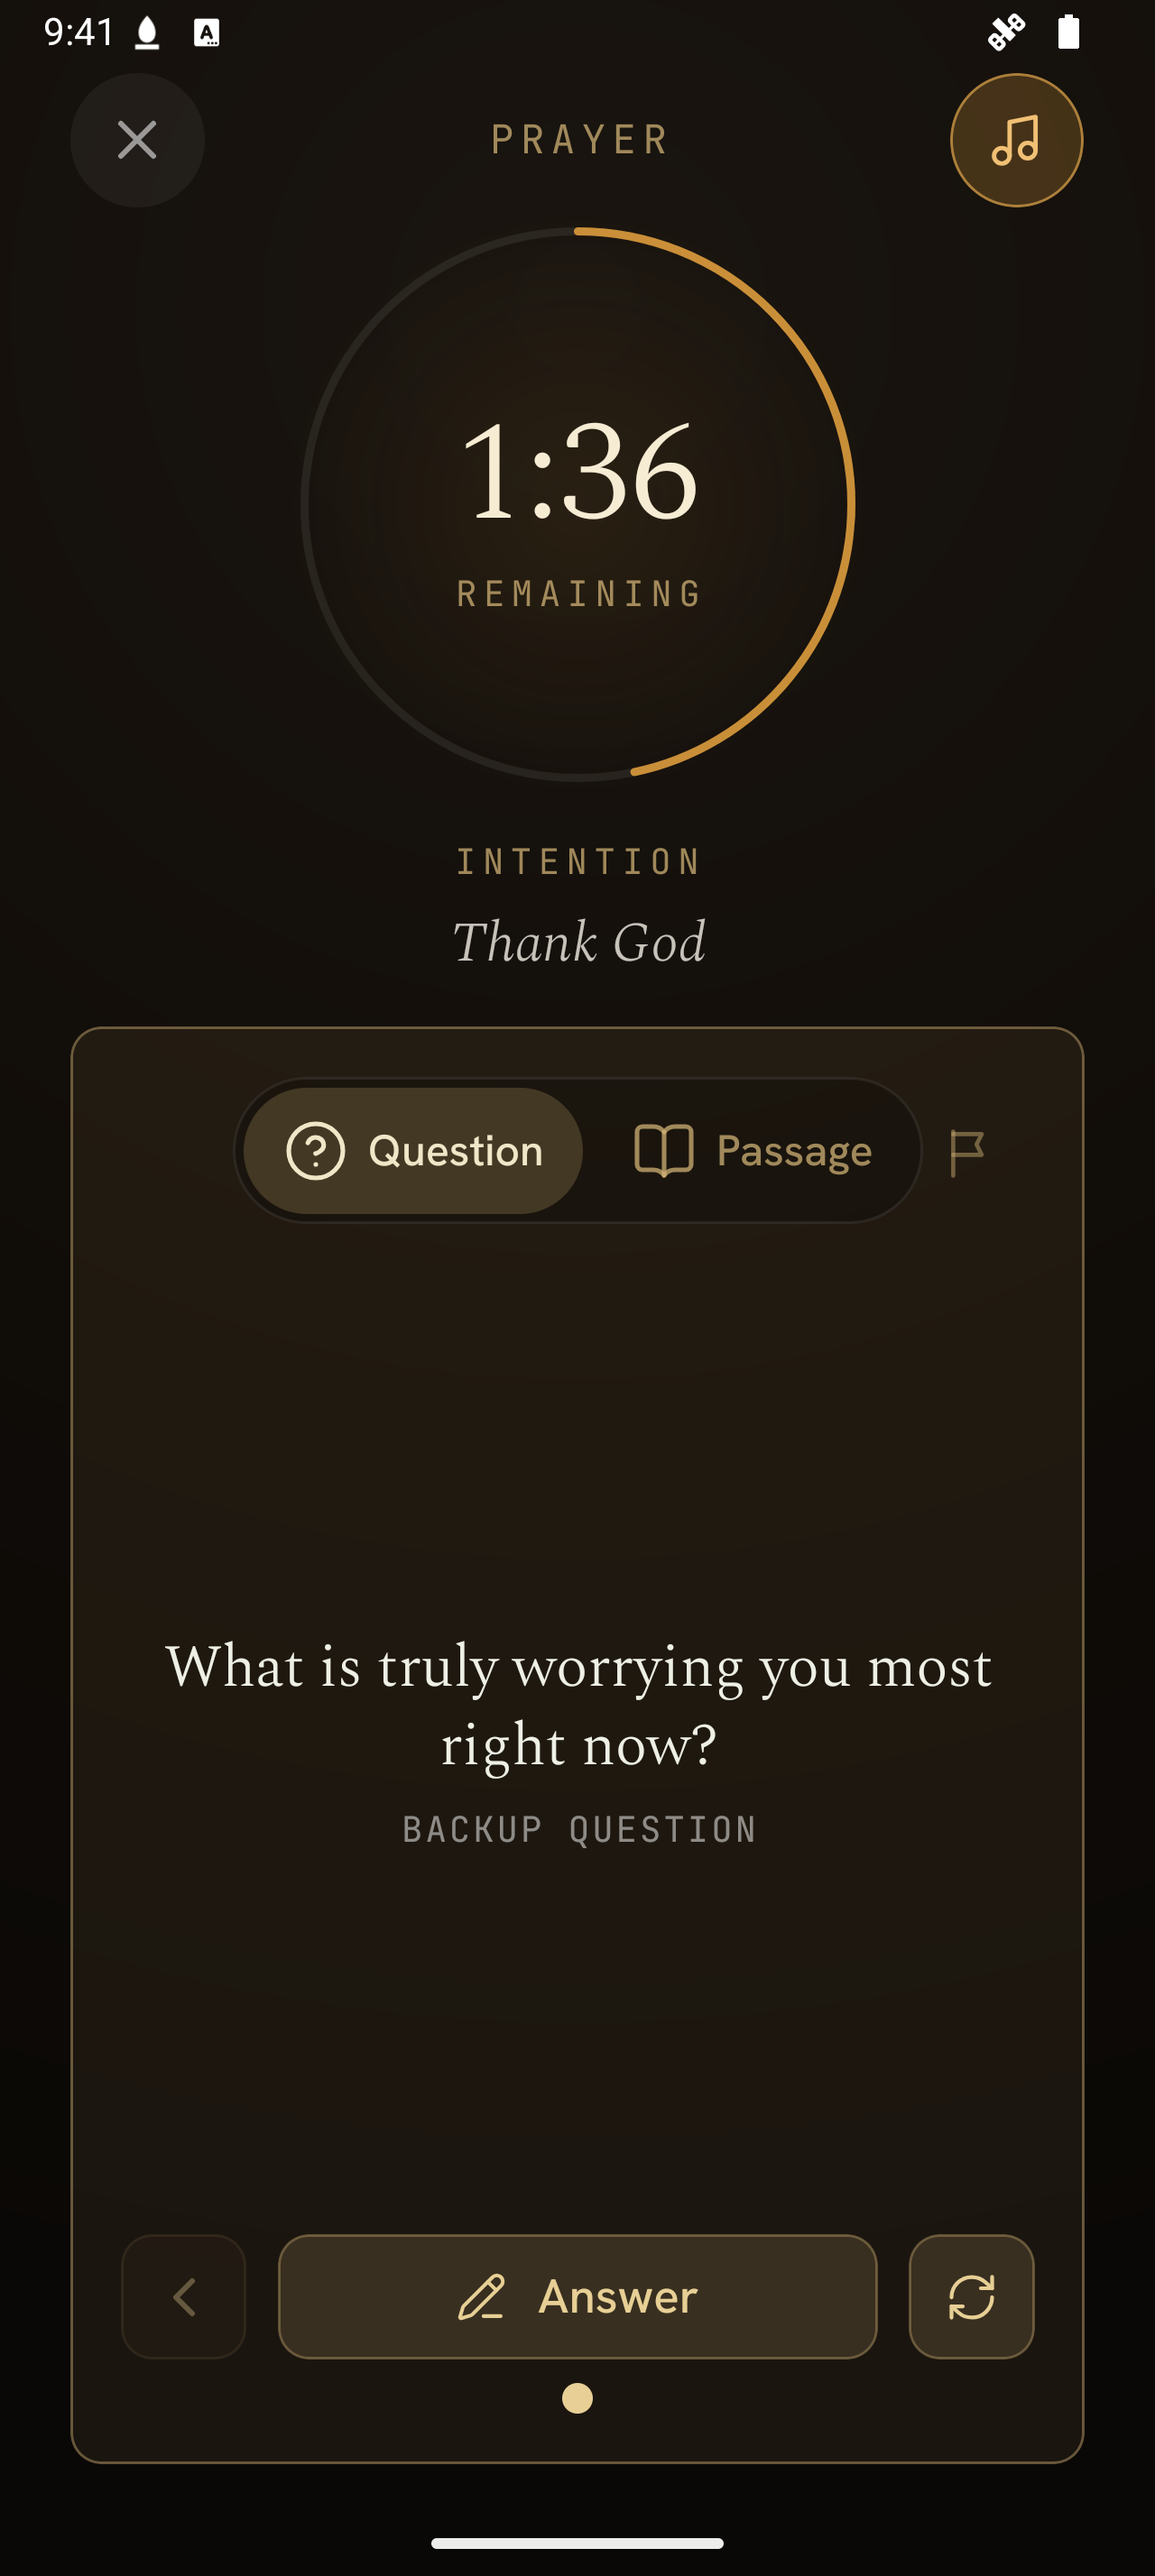 9:41
PRAYER
1:36
REMAINING
INTENTION
Thank God
Question
Passage
What is truly worrying you most
right now?
BACKUP QUESTION
Answer